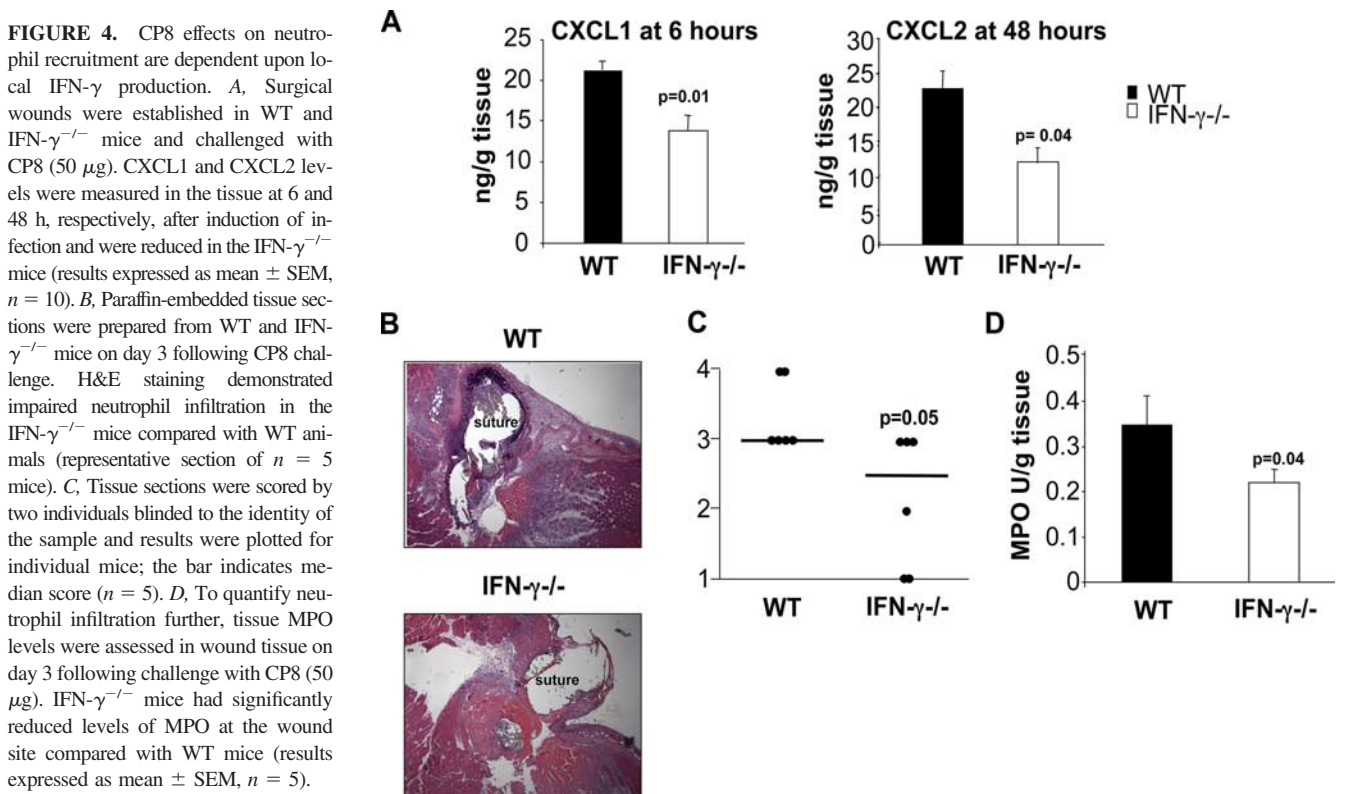 FIGURE 4. CP8 effects on neutro-
phil recruitment are dependent upon lo-
cal IFN-γ production. A, Surgical
wounds were established in WT and
IFN-γ−/− mice and challenged with
CP8 (50 μg). CXCL1 and CXCL2 lev-
els were measured in the tissue at 6 and
48 h, respectively, after induction of in-
fection and were reduced in the IFN-γ−/−
mice (results expressed as mean ± SEM,
n = 10). B, Paraffin-embedded tissue sec-
tions were prepared from WT and IFN-
γ−/− mice on day 3 following CP8 chal-
lenge. H&E staining demonstrated
impaired neutrophil infiltration in the
IFN-γ−/− mice compared with WT ani-
mals (representative section of n = 5
mice). C, Tissue sections were scored by
two individuals blinded to the identity of
the sample and results were plotted for
individual mice; the bar indicates me-
dian score (n = 5). D, To quantify neu-
trophil infiltration further, tissue MPO
levels were assessed in wound tissue on
day 3 following challenge with CP8 (50
μg). IFN-γ−/− mice had significantly
reduced levels of MPO at the wound
site compared with WT mice (results
expressed as mean ± SEM, n = 5).
A
CXCL1 at 6 hours
ng/g tissue
25
20
15
10
5
0
p=0.01
WT IFN-γ-/-
CXCL2 at 48 hours
ng/g tissue
30
25
20
15
10
5
0
p= 0.04
WT IFN-γ-/-
WT
IFN-γ-/-
B
WT
suture
IFN-γ-/-
suture
C
4
3
2
1
p=0.05
WT IFN-γ-/-
D
MPO U/g tissue
0.5
0.4
0.3
0.2
0.1
0
p=0.04
WT IFN-γ-/-